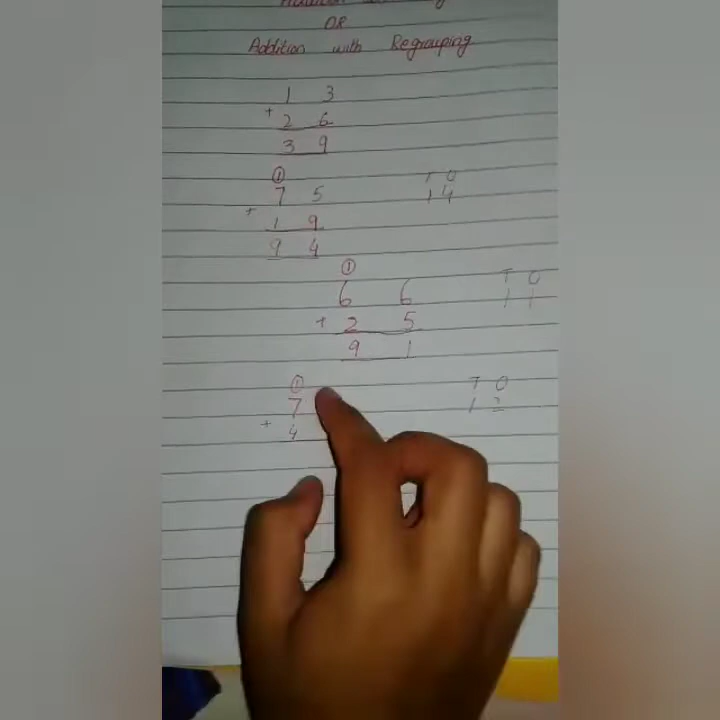 OR
Addition with Regrouping
1 3
+ 2 6
3 9
①
7 5 T O
+ 1 9 1 4
9 4
①
6 6 T O
+ 2 5 1 1
9 1
① T O
7 1 2
+ 4